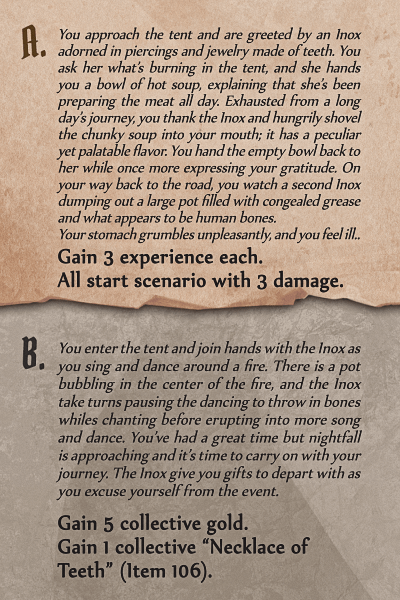 A.
You approach the tent and are greeted by an Inox
adorned in piercings and jewelry made of teeth. You
ask her what's burning in the tent, and she hands
you a bowl of hot soup, explaining that she's been
preparing the meat all day. Exhausted from a long
day's journey, you thank the Inox and hungrily shovel
the chunky soup into your mouth; it has a peculiar
yet palatable flavor. You hand the empty bowl back to
her while once more expressing your gratitude. On
your way back to the road, you watch a second Inox
dumping out a large pot filled with congealed grease
and what appears to be human bones.
Your stomach grumbles unpleasantly, and you feel ill..
Gain 3 experience each.
All start scenario with 3 damage.
B.
You enter the tent and join hands with the Inox as
you sing and dance around a fire. There is a pot
bubbling in the center of the fire, and the Inox
take turns pausing the dancing to throw in bones
whiles chanting before erupting into more song
and dance. You've had a great time but nightfall
is approaching and it's time to carry on with your
journey. The Inox give you gifts to depart with as
you excuse yourself from the event.
Gain 5 collective gold.
Gain 1 collective “Necklace of
Teeth” (Item 106).